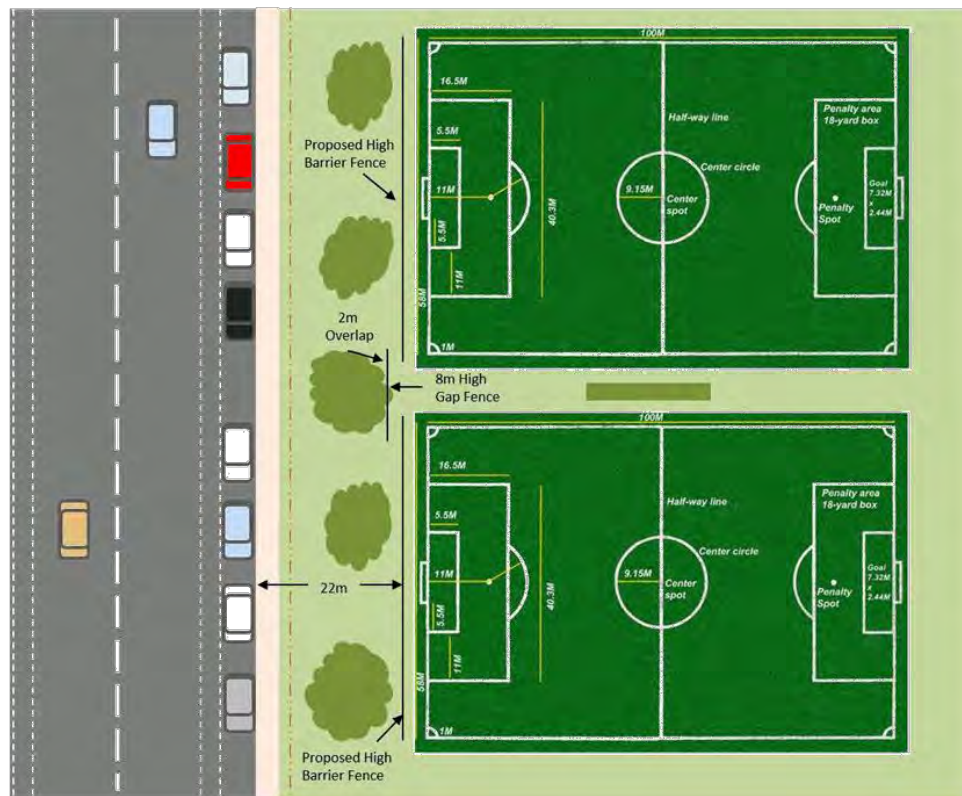 100M
16.5M
5.5M
11M
5.5M
11M
58M
1M
40.3M
Half-way line
9.15M
Center circle
Center
spot
Penalty area
18-yard box
Goal
7.32M
x
2.44M
Penalty
Spot
Proposed High
Barrier Fence
2m
Overlap
8m High
Gap Fence
100M
16.5M
5.5M
11M
5.5M
11M
58M
1M
40.3M
Half-way line
9.15M
Center circle
Center
spot
Penalty area
18-yard box
Goal
7.32M
x
2.44M
Penalty
Spot
22m
Proposed High
Barrier Fence